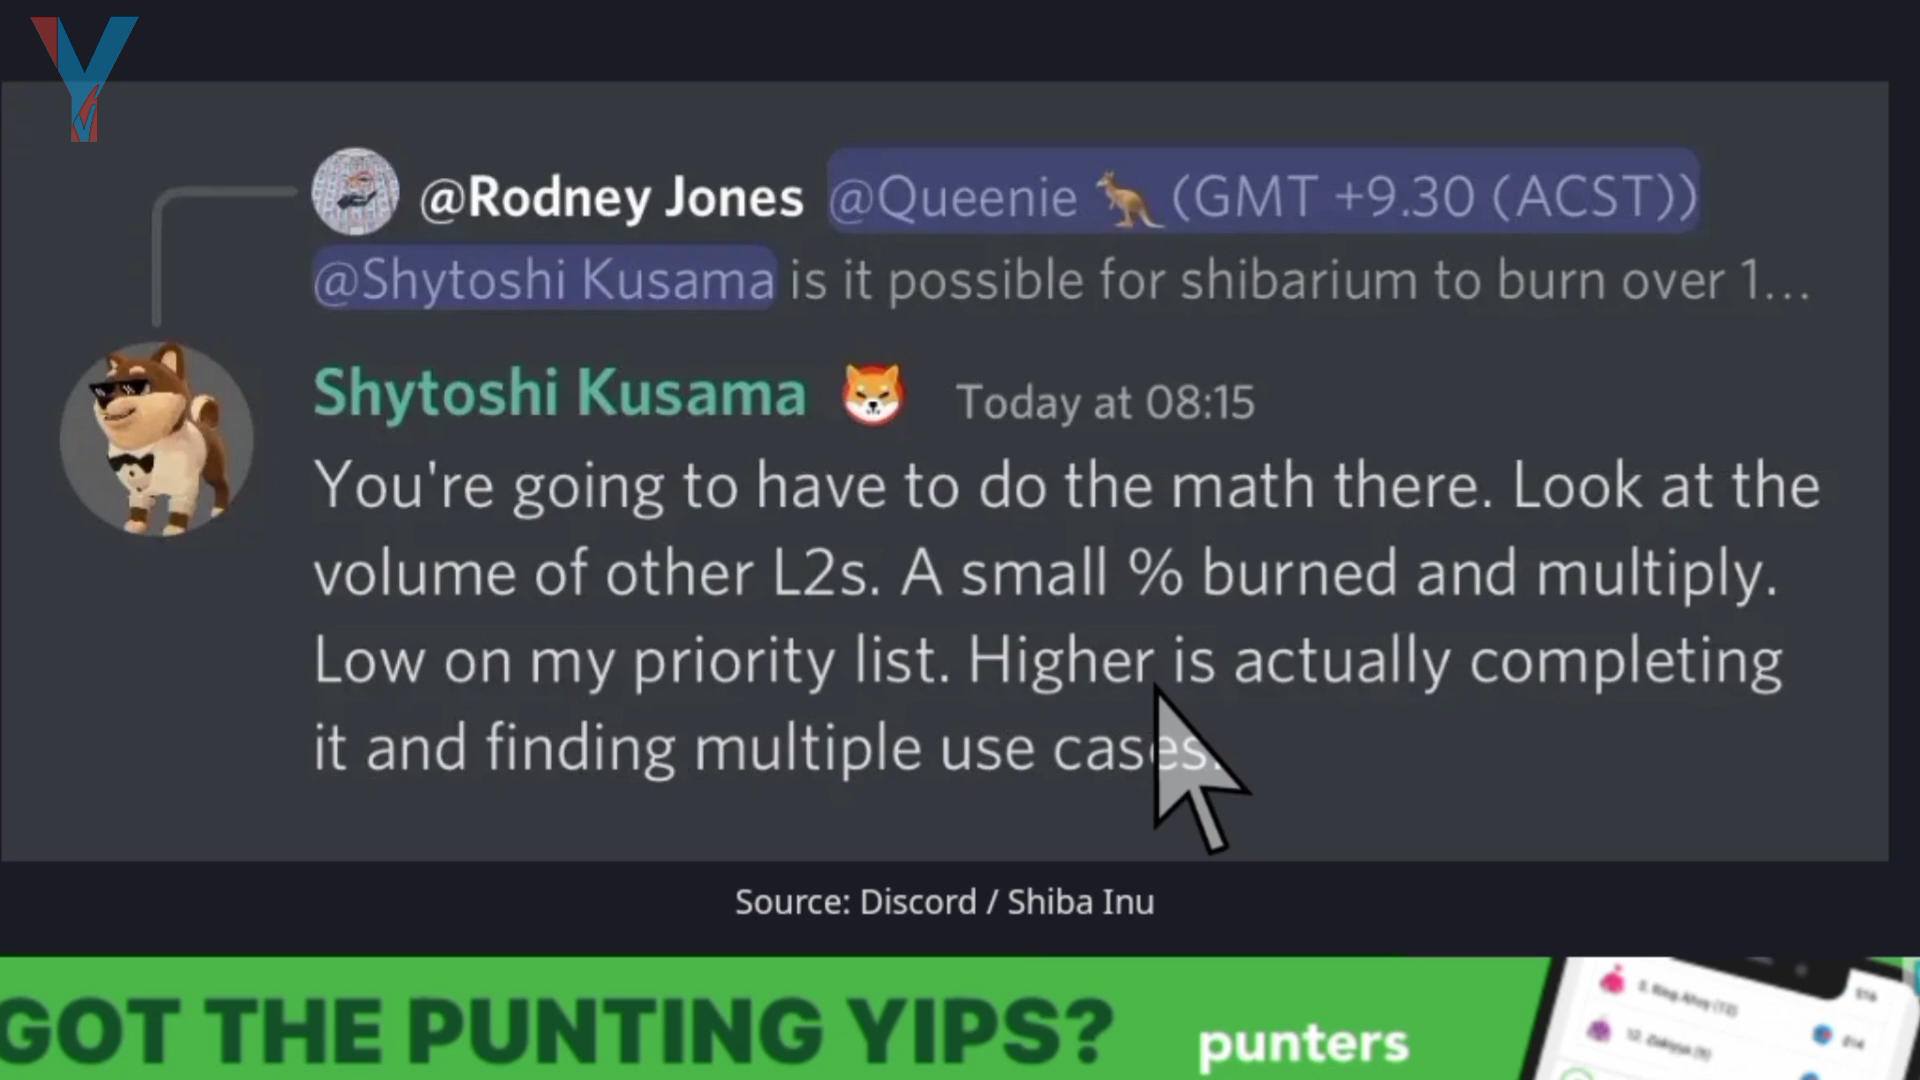 @Rodney Jones @Queenie 🦘 (GMT +9.30 (ACST))
@Shytoshi Kusama is it possible for shibarium to burn over 1...
Shytoshi Kusama Today at 08:15
You're going to have to do the math there. Look at the
volume of other L2s. A small % burned and multiply.
Low on my priority list. Higher is actually completing
it and finding multiple use cases.
Source: Discord / Shiba Inu
GOT THE PUNTING YIPS?
punters